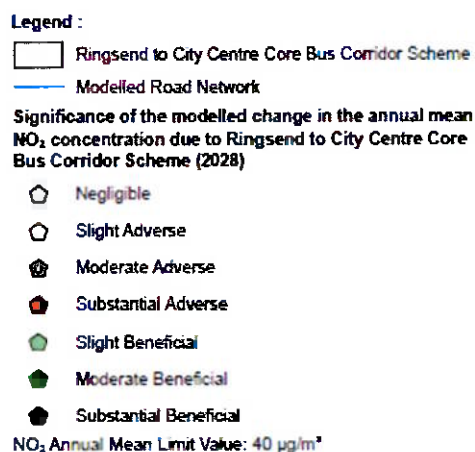 Legend :
Ringsend to City Centre Core Bus Corridor Scheme
Modelled Road Network
Significance of the modelled change in the annual mean
NO₂ concentration due to Ringsend to City Centre Core
Bus Corridor Scheme (2028)
Negligible
Slight Adverse
Moderate Adverse
Substantial Adverse
Slight Beneficial
Moderate Beneficial
Substantial Beneficial
NO₂ Annual Mean Limit Value: 40 µg/m³